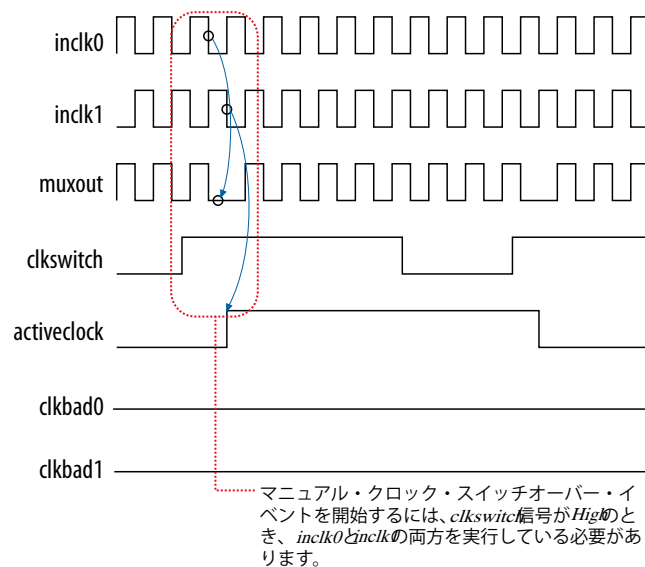 inclk0
inclk1
muxout
clkswitch
activeclock
clkbad0
clkbad1
マニュアル・クロック・スイッチオーバー・イ
ベントを開始するには、clkswitch信号がHighのと
き、inclk0とinclk1の両方を実行している必要があ
ります。